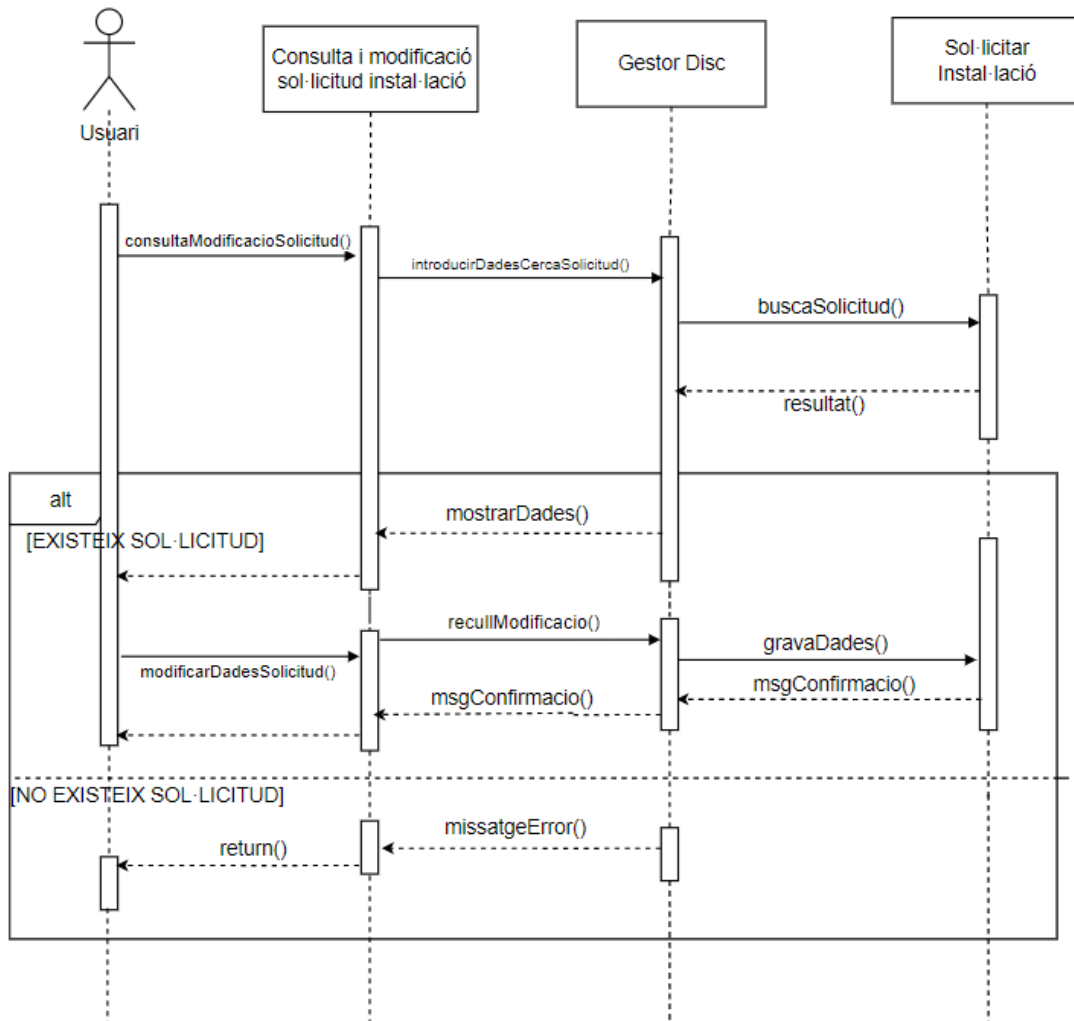 Usuari
Consulta i modificació
sol·licitud instal·lació
Gestor Disc
Sol·licitar
Instal·lació
consultaModificacioSolicitud()
introducirDadesCercaSolicitud()
buscaSolicitud()
resultat()
alt
mostrarDades()
[EXISTEIX SOL·LICITUD]
recullModificacio()
gravaDades()
modificarDadesSolicitud()
msgConfirmacio()
msgConfirmacio()
[NO EXISTEIX SOL·LICITUD]
missatgeError()
return()